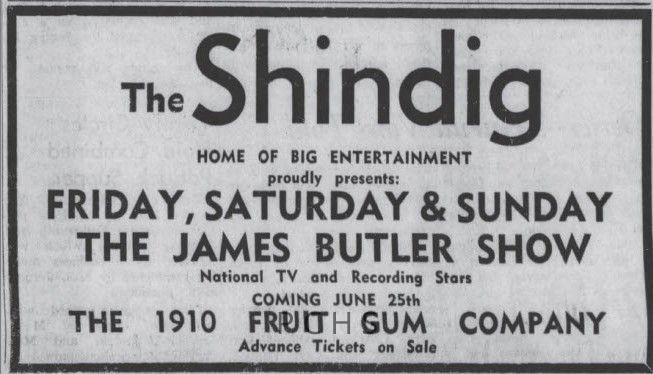 The Shindig
HOME OF BIG ENTERTAINMENT
proudly presents:
FRIDAY, SATURDAY & SUNDAY
THE JAMES BUTLER SHOW
National TV and Recording Stars
COMING JUNE 25th
THE 1910 FRUIT GUM COMPANY
Advance Tickets on Sale